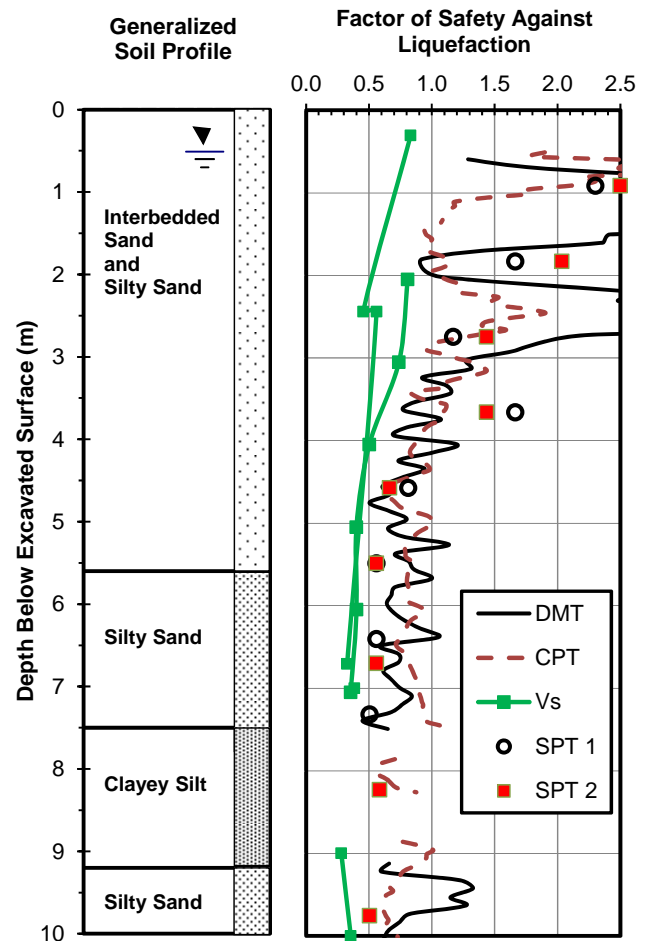 Generalized
Soil Profile
Factor of Safety Against
Liquefaction
0.0 0.5 1.0 1.5 2.0 2.5
Depth Below Excavated Surface (m)
0
1
2
3
4
5
6
7
8
9
10
Interbedded
Sand
and
Silty Sand
Silty Sand
Clayey Silt
Silty Sand
DMT
CPT
Vs
SPT 1
SPT 2